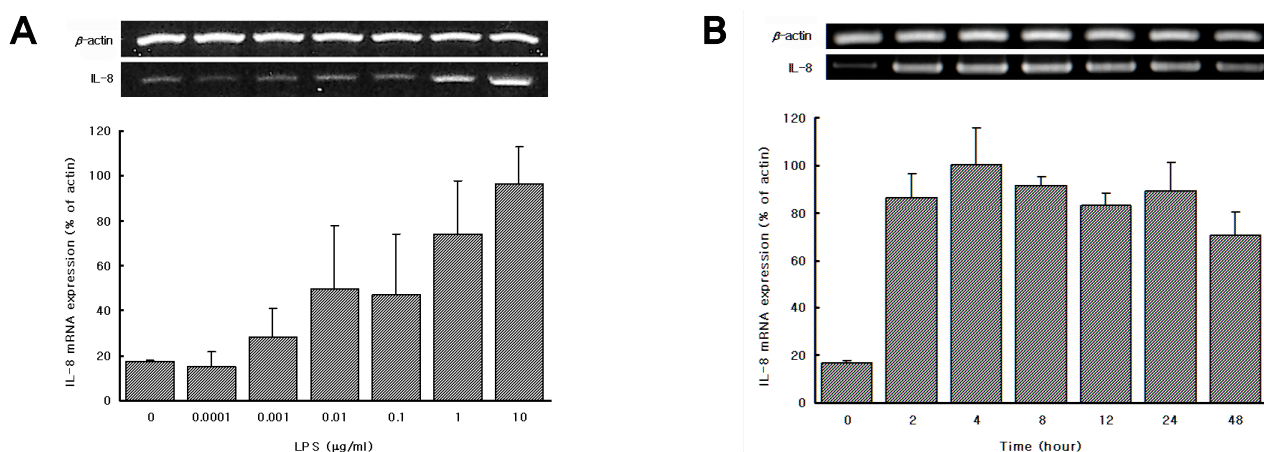 A
β-actin
IL-8
IL-8 mRNA expression (% of actin)
120
100
80
60
40
20
0
0 0.0001 0.001 0.01 0.1 1 10
LPS (μg/ml)
B
β-actin
IL-8
IL-8 mRNA expression (% of actin)
120
100
80
60
40
20
0
0 2 4 8 12 24 48
Time (hour)